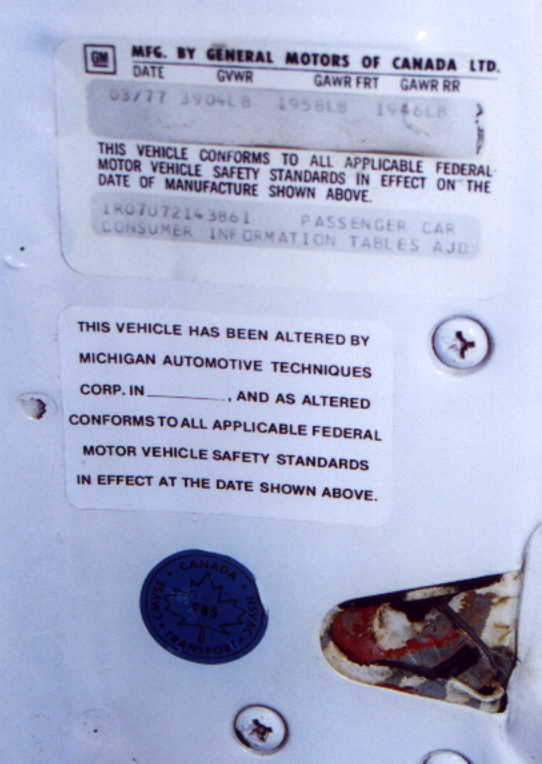 GM
MFG. BY GENERAL MOTORS OF CANADA LTD.
DATE GVWR GAWR FRT GAWR RR
03/77 3904LB 1958LB 1946LB
THIS VEHICLE CONFORMS TO ALL APPLICABLE FEDERAL
MOTOR VEHICLE SAFETY STANDARDS IN EFFECT ON THE
DATE OF MANUFACTURE SHOWN ABOVE.
1R07U72143861 PASSENGER CAR
CONSUMER INFORMATION TABLES AJD
THIS VEHICLE HAS BEEN ALTERED BY
MICHIGAN AUTOMOTIVE TECHNIQUES
CORP. IN __________, AND AS ALTERED
CONFORMS TO ALL APPLICABLE FEDERAL
MOTOR VEHICLE SAFETY STANDARDS
IN EFFECT AT THE DATE SHOWN ABOVE.
CANADA
CMVSS NSVAC
985
TRANSPORT